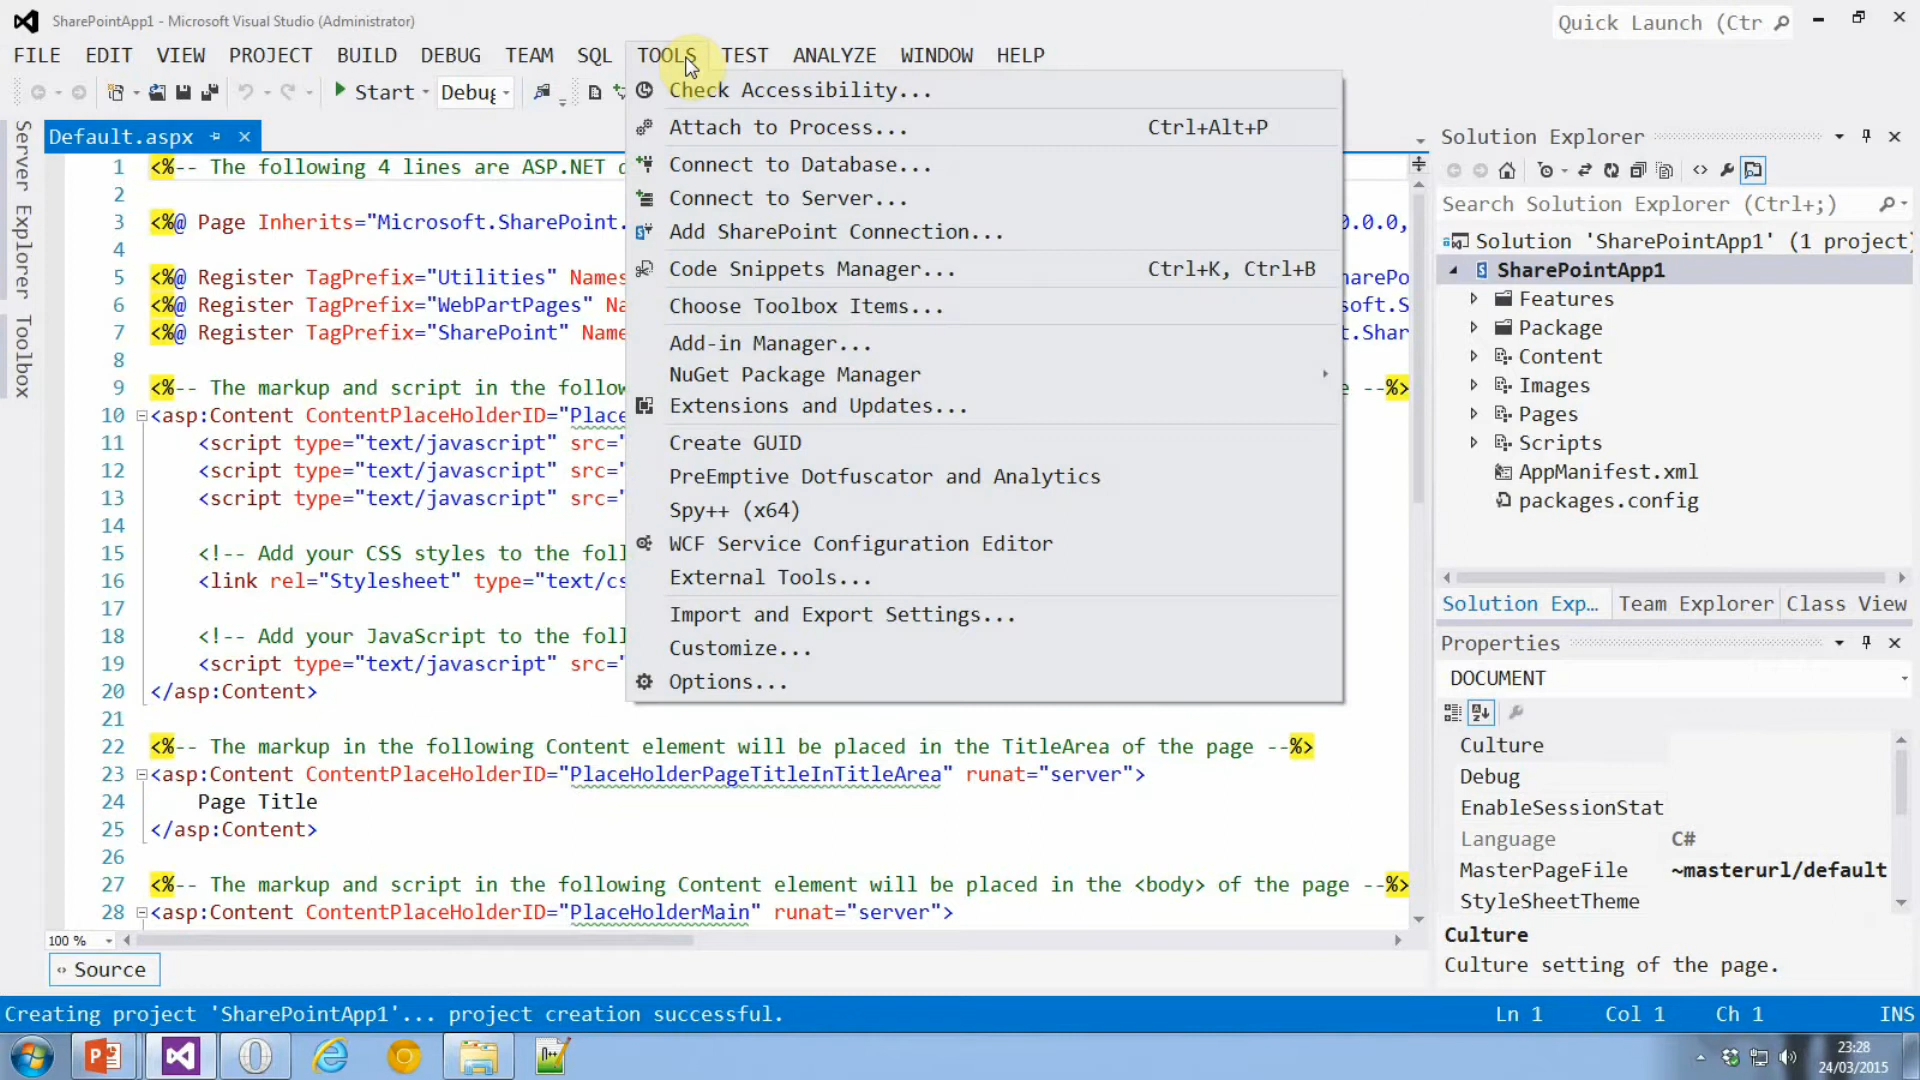 SharePointApp1 - Microsoft Visual Studio (Administrator)
Quick Launch (Ctr
FILE EDIT VIEW PROJECT BUILD DEBUG TEAM SQL TOOLS TEST ANALYZE WINDOW HELP
Start Debug
Check Accessibility...
Attach to Process... Ctrl+Alt+P
Connect to Database...
Connect to Server...
Add SharePoint Connection...
Code Snippets Manager... Ctrl+K, Ctrl+B
Choose Toolbox Items...
Add-in Manager...
NuGet Package Manager
Extensions and Updates...
Create GUID
PreEmptive Dotfuscator and Analytics
Spy++ (x64)
WCF Service Configuration Editor
External Tools...
Import and Export Settings...
Customize...
Options...
Server Explorer
Toolbox
Default.aspx
1 <%-- The following 4 lines are ASP.NET d
2
3 <%@ Page Inherits="Microsoft.SharePoint. 0.0.0,
4
5 <%@ Register TagPrefix="Utilities" Names harePo
6 <%@ Register TagPrefix="WebPartPages" Na soft.S
7 <%@ Register TagPrefix="SharePoint" Name t.Shar
8
9 <%-- The markup and script in the follow e --%>
10 <asp:Content ContentPlaceHolderID="Place
11 <script type="text/javascript" src="
12 <script type="text/javascript" src="
13 <script type="text/javascript" src="
14
15 <!-- Add your CSS styles to the foll
16 <link rel="Stylesheet" type="text/cs
17
18 <!-- Add your JavaScript to the foll
19 <script type="text/javascript" src="
20 </asp:Content>
21
22 <%-- The markup in the following Content element will be placed in the TitleArea of the page --%>
23 <asp:Content ContentPlaceHolderID="PlaceHolderPageTitleInTitleArea" runat="server">
24 Page Title
25 </asp:Content>
26
27 <%-- The markup and script in the following Content element will be placed in the <body> of the page --%>
28 <asp:Content ContentPlaceHolderID="PlaceHolderMain" runat="server">
100 %
Source
Solution Explorer
Search Solution Explorer (Ctrl+;)
Solution 'SharePointApp1' (1 project)
SharePointApp1
Features
Package
Content
Images
Pages
Scripts
AppManifest.xml
packages.config
Solution Exp... Team Explorer Class View
Properties
DOCUMENT
Culture
Debug
EnableSessionStat
Language C#
MasterPageFile ~masterurl/default
StyleSheetTheme
Culture
Culture setting of the page.
Creating project 'SharePointApp1'... project creation successful. Ln 1 Col 1 Ch 1 INS
23:28
24/03/2015